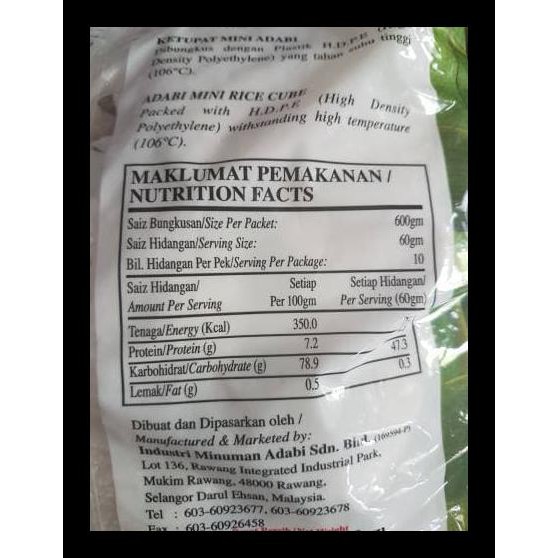 KETUPAT MINI ADABI
Dibungkus dengan Plastik H.D.P.E
Density Polyethylene) yang tahan suhu tinggi
(106°C).
ADABI MINI RICE CUBE
Packed with H.D.P.E (High Density
Polyethylene) withstanding high temperature
(106°C).
MAKLUMAT PEMAKANAN /
NUTRITION FACTS
Saiz Bungkusan/Size Per Packet: 600gm
Saiz Hidangan/Serving Size: 60gm
Bil. Hidangan Per Pek/Serving Per Package: 10
Saiz Hidangan/ Setiap Setiap Hidangan/
Amount Per Serving Per 100gm Per Serving (60gm)
Tenaga/Energy (Kcal) 350.0
Protein/Protein (g) 7.2
Karbohidrat/Carbohydrate (g) 78.9 47.3
Lemak/Fat (g) 0.5 0.3
Dibuat dan Dipasarkan oleh /
Manufactured & Marketed by:
Industri Minuman Adabi Sdn. Bhd. (169594-P)
Lot 136, Rawang Integrated Industrial Park,
Mukim Rawang, 48000 Rawang,
Selangor Darul Ehsan, Malaysia.
Tel : 603-60923677, 603-60923678
Fax : 603-60926458